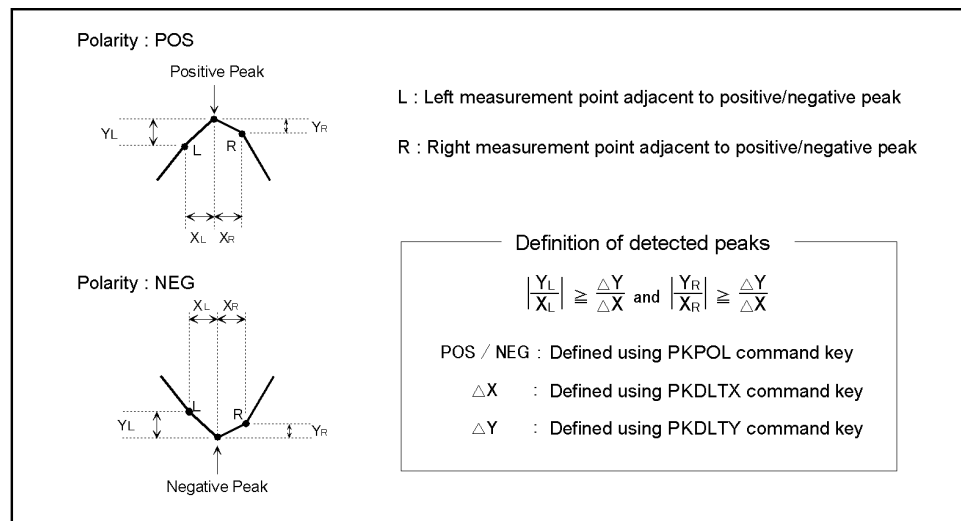 Polarity : POS
Positive Peak
YL
L
R
YR
XL XR
L : Left measurement point adjacent to positive/negative peak
R : Right measurement point adjacent to positive/negative peak
Polarity : NEG
XL XR
L
R
YL
YR
Negative Peak
Definition of detected peaks
|YL/XL| ≧ △Y/△X and |YR/XR| ≧ △Y/△X
POS / NEG : Defined using PKPOL command key
△X : Defined using PKDLTX command key
△Y : Defined using PKDLTY command key